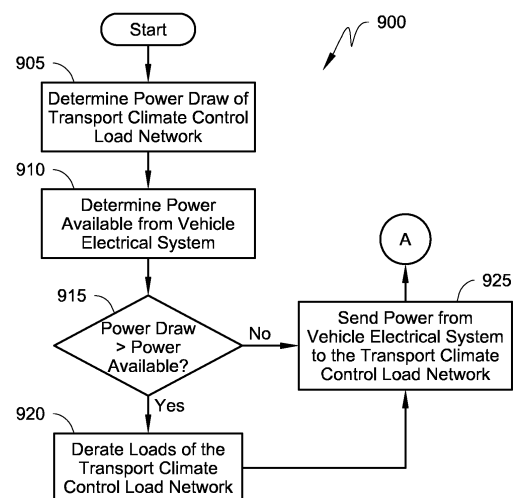 Start
900
905
Determine Power Draw of
Transport Climate Control
Load Network
910
Determine Power
Available from Vehicle
Electrical System
A
915
925
Power Draw
> Power
Available?
No
Send Power from
Vehicle Electrical System
to the Transport Climate
Control Load Network
Yes
920
Derate Loads of the
Transport Climate
Control Load Network